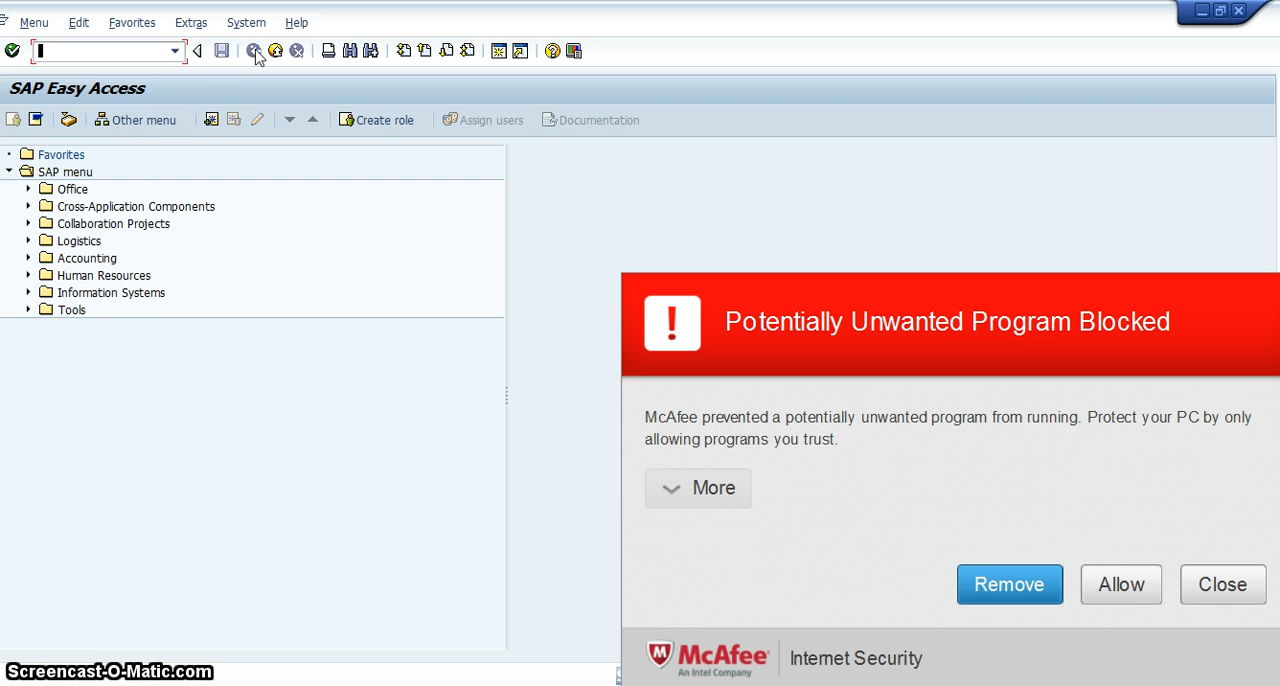 Menu Edit Favorites Extras System Help
SAP Easy Access
Other menu Create role Assign users Documentation
Favorites
SAP menu
Office
Cross-Application Components
Collaboration Projects
Logistics
Accounting
Human Resources
Information Systems
Tools
Potentially Unwanted Program Blocked
McAfee prevented a potentially unwanted program from running. Protect your PC by only
allowing programs you trust.
More
Remove Allow Close
McAfee Internet Security
An Intel Company
Screencast-O-Matic.com